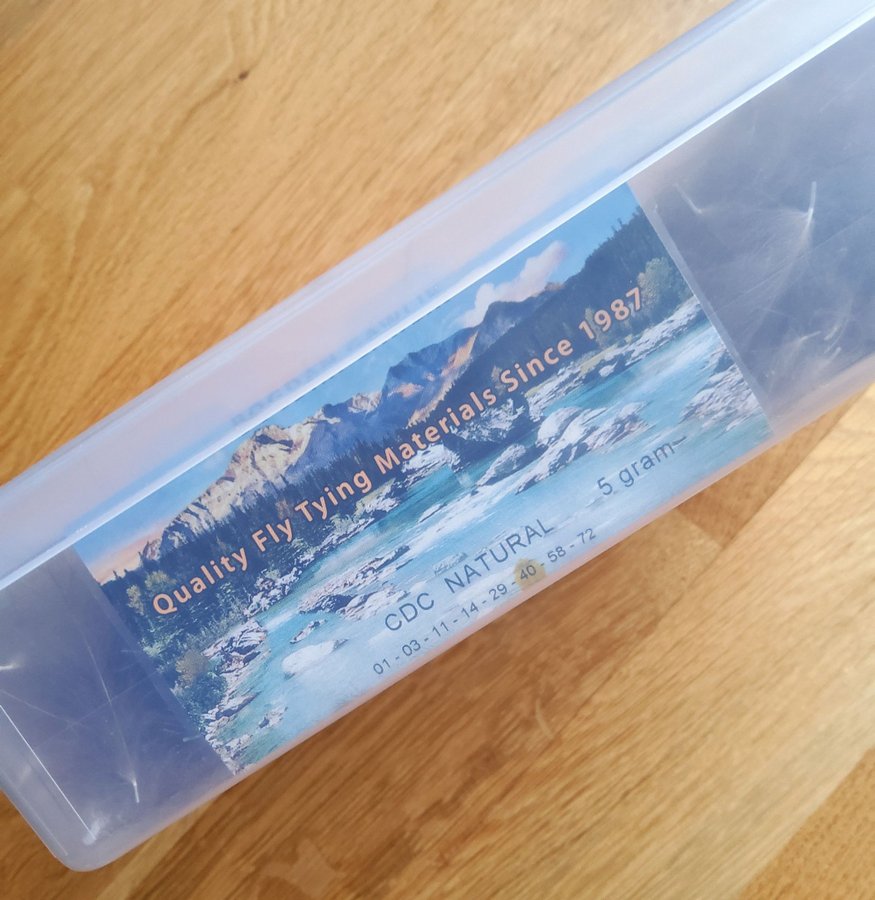 Quality Fly Tying Materials Since 1987
CDC NATURAL 5 gram
01 - 03 - 11 - 14 - 29 - 40 - 58 - 72